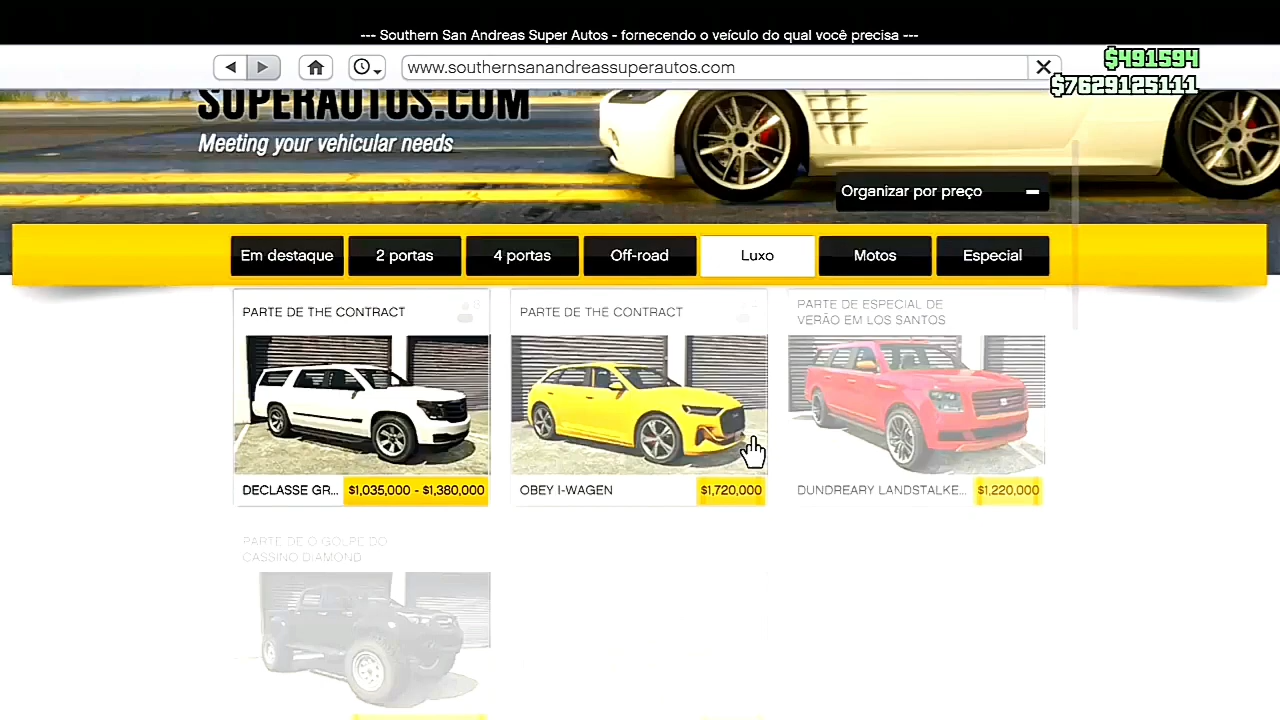 --- Southern San Andreas Super Autos - fornecendo o veículo do qual você precisa ---
www.southernsanandreassuperautos.com
$491594
$7629125111
SUPERAUTOS.COM
Meeting your vehicular needs
Organizar por preço
Em destaque
2 portas
4 portas
Off-road
Luxo
Motos
Especial
PARTE DE THE CONTRACT
DECLASSE GR... $1,035,000 - $1,380,000
PARTE DE THE CONTRACT
OBEY I-WAGEN $1,720,000
PARTE DE ESPECIAL DE
VERÃO EM LOS SANTOS
DUNDREARY LANDSTALKE... $1,220,000
PARTE DE O GOLPE DO
CASSINO DIAMOND